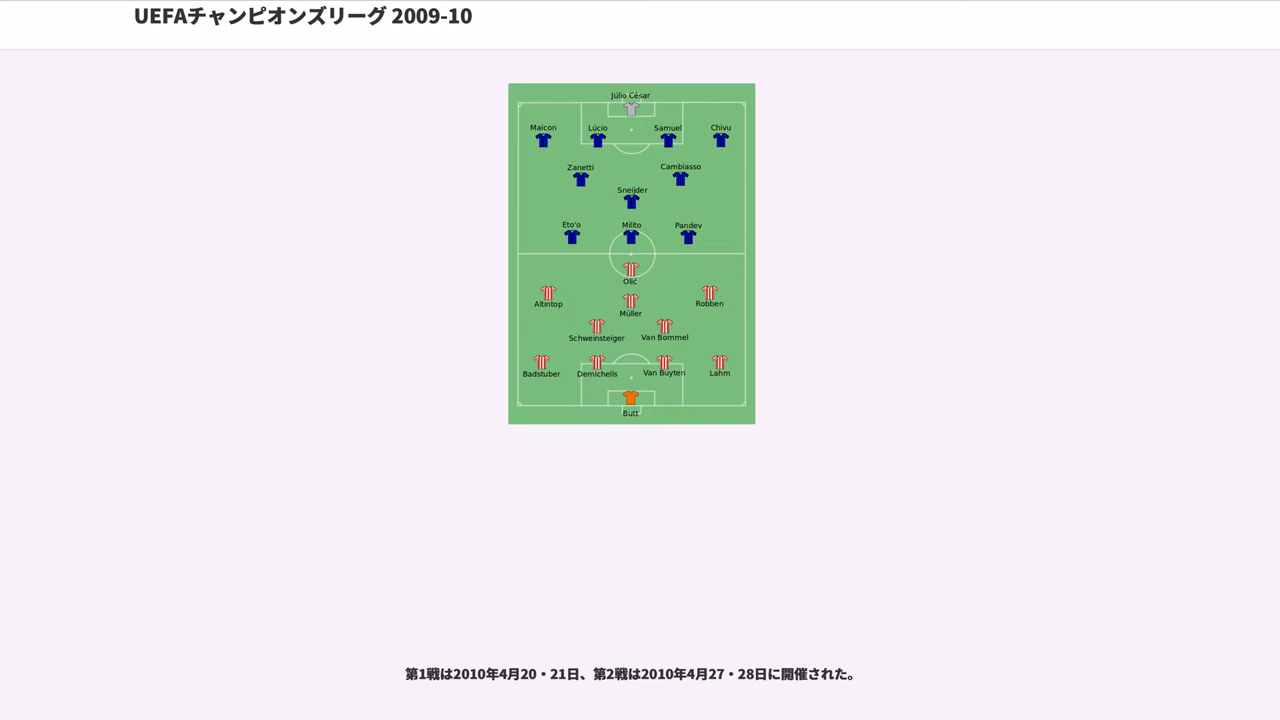 UEFAチャンピオンズリーグ 2009-10
Júlio César
Maicon Lúcio Samuel Chivu
Zanetti Cambiasso
Sneijder
Eto'o Milito Pandev
Olić
Altıntop Müller Robben
Schweinsteiger Van Bommel
Badstuber Demichelis Van Buyten Lahm
Butt
第1戦は2010年4月20・21日、第2戦は2010年4月27・28日に開催された。